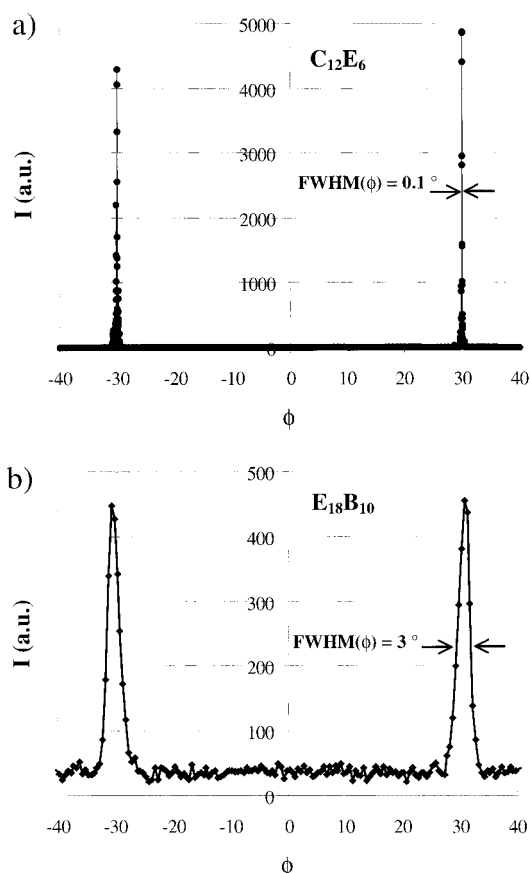 a)
C₁₂E₆
I (a.u.)
5000
4000
3000
2000
1000
0
FWHM(ϕ) = 0.1 °
-40 -30 -20 -10 0 10 20 30 40
ϕ
b)
E₁₈B₁₀
I (a.u.)
500
400
300
200
100
0
FWHM(ϕ) = 3 °
-40 -30 -20 -10 0 10 20 30 40
ϕ